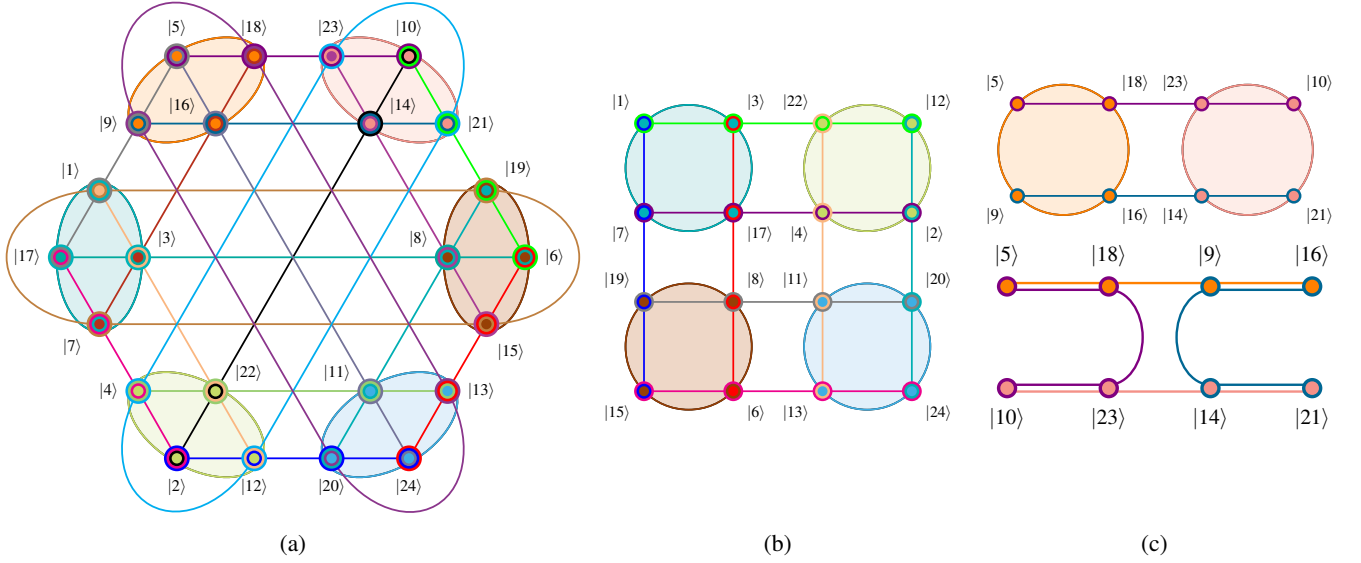 |5⟩ |18⟩ |23⟩ |10⟩
|9⟩ |16⟩ |14⟩ |21⟩
|1⟩ |19⟩
|17⟩ |3⟩ |8⟩ |6⟩
|7⟩ |15⟩
|4⟩ |22⟩ |11⟩ |13⟩
|2⟩ |12⟩ |20⟩ |24⟩
(a)
|1⟩ |3⟩ |22⟩ |12⟩
|7⟩ |17⟩ |4⟩ |2⟩
|19⟩ |8⟩ |11⟩ |20⟩
|15⟩ |6⟩ |13⟩ |24⟩
(b)
|5⟩ |18⟩ |23⟩ |10⟩
|9⟩ |16⟩ |14⟩ |21⟩
|5⟩ |18⟩ |9⟩ |16⟩
|10⟩ |23⟩ |14⟩ |21⟩
(c)